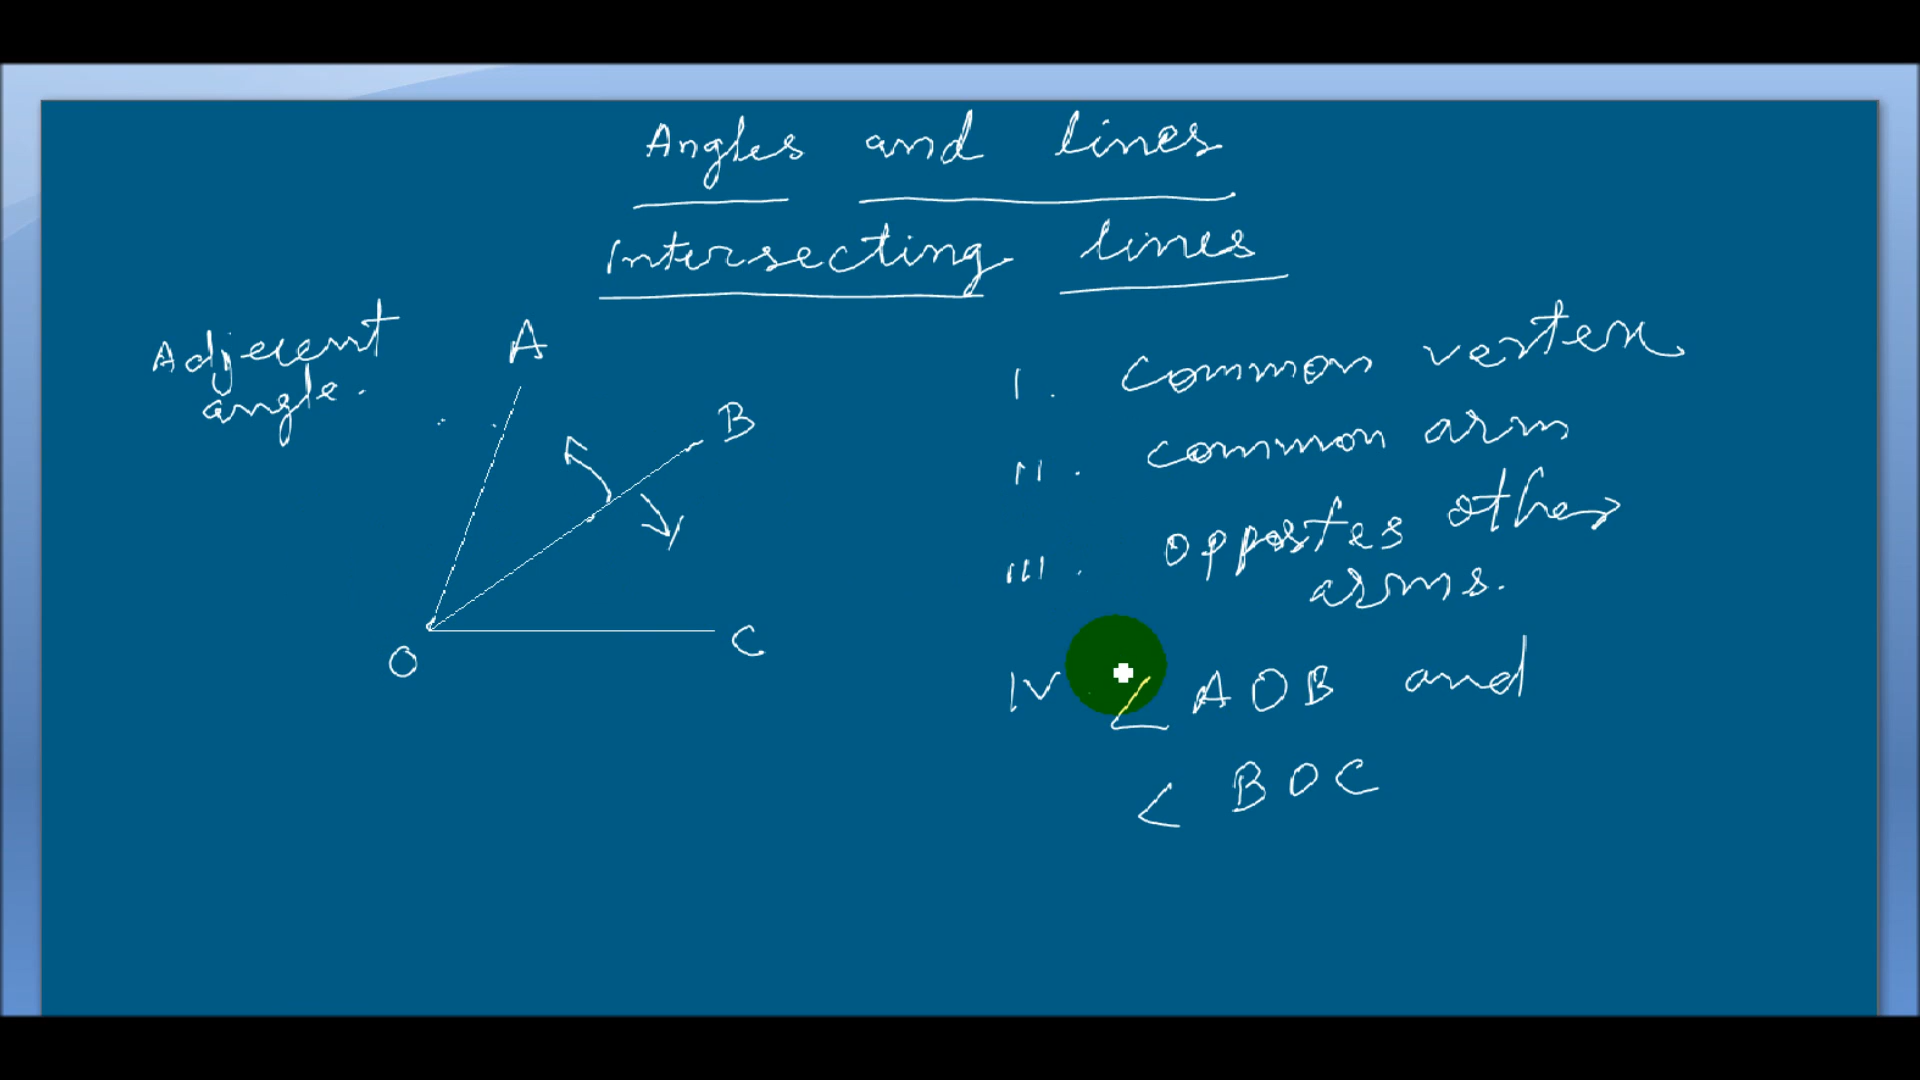 Angles and lines
Intersecting lines
Adjecent
angle.
A
B
O
C
I. Common vertex
II. Common arm
III. oppostes other
arms.
IV ∠AOB and
<BOC